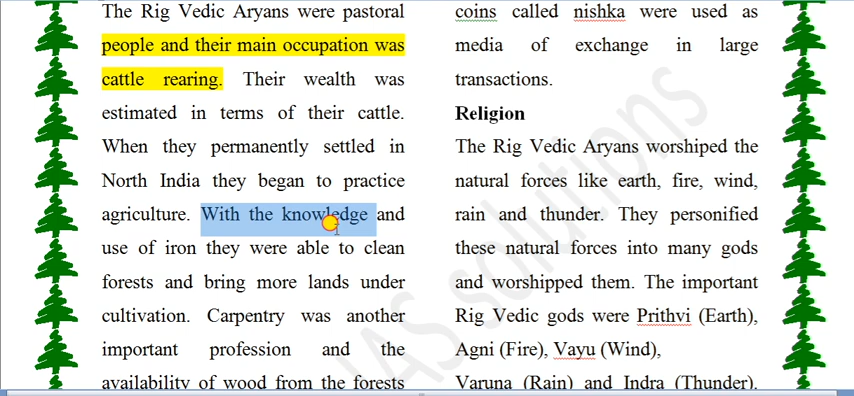 The Rig Vedic Aryans were pastoral
people and their main occupation was
cattle rearing. Their wealth was
estimated in terms of their cattle.
When they permanently settled in
North India they began to practice
agriculture. With the knowledge and
use of iron they were able to clean
forests and bring more lands under
cultivation. Carpentry was another
important profession and the
availability of wood from the forests
coins called nishka were used as
media of exchange in large
transactions.
Religion
The Rig Vedic Aryans worshiped the
natural forces like earth, fire, wind,
rain and thunder. They personified
these natural forces into many gods
and worshipped them. The important
Rig Vedic gods were Prithvi (Earth),
Agni (Fire), Vayu (Wind),
Varuna (Rain) and Indra (Thunder).
IAS solutions